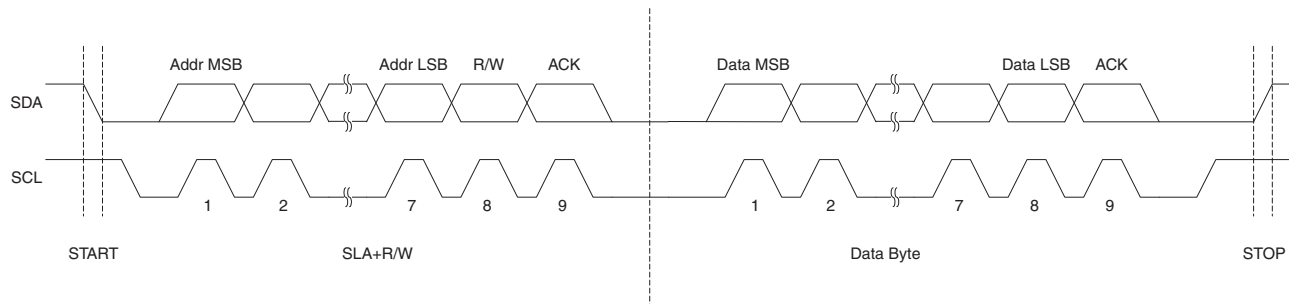 Addr MSB Addr LSB R/W ACK Data MSB Data LSB ACK
SDA
SCL
1 2 7 8 9 1 2 7 8 9
START SLA+R/W Data Byte STOP